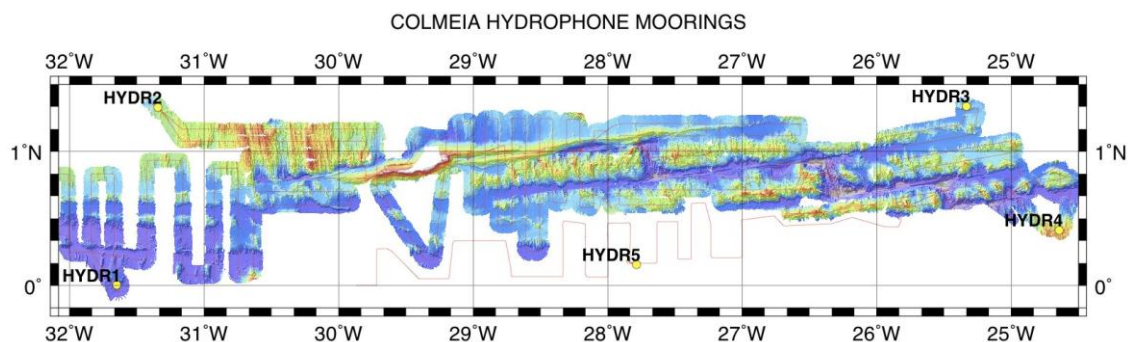 COLMEIA HYDROPHONE MOORINGS
32°W 31°W 30°W 29°W 28°W 27°W 26°W 25°W
HYDR2 HYDR3
1°N 1°N
HYDR4
HYDR5
HYDR1
0° 0°
32°W 31°W 30°W 29°W 28°W 27°W 26°W 25°W